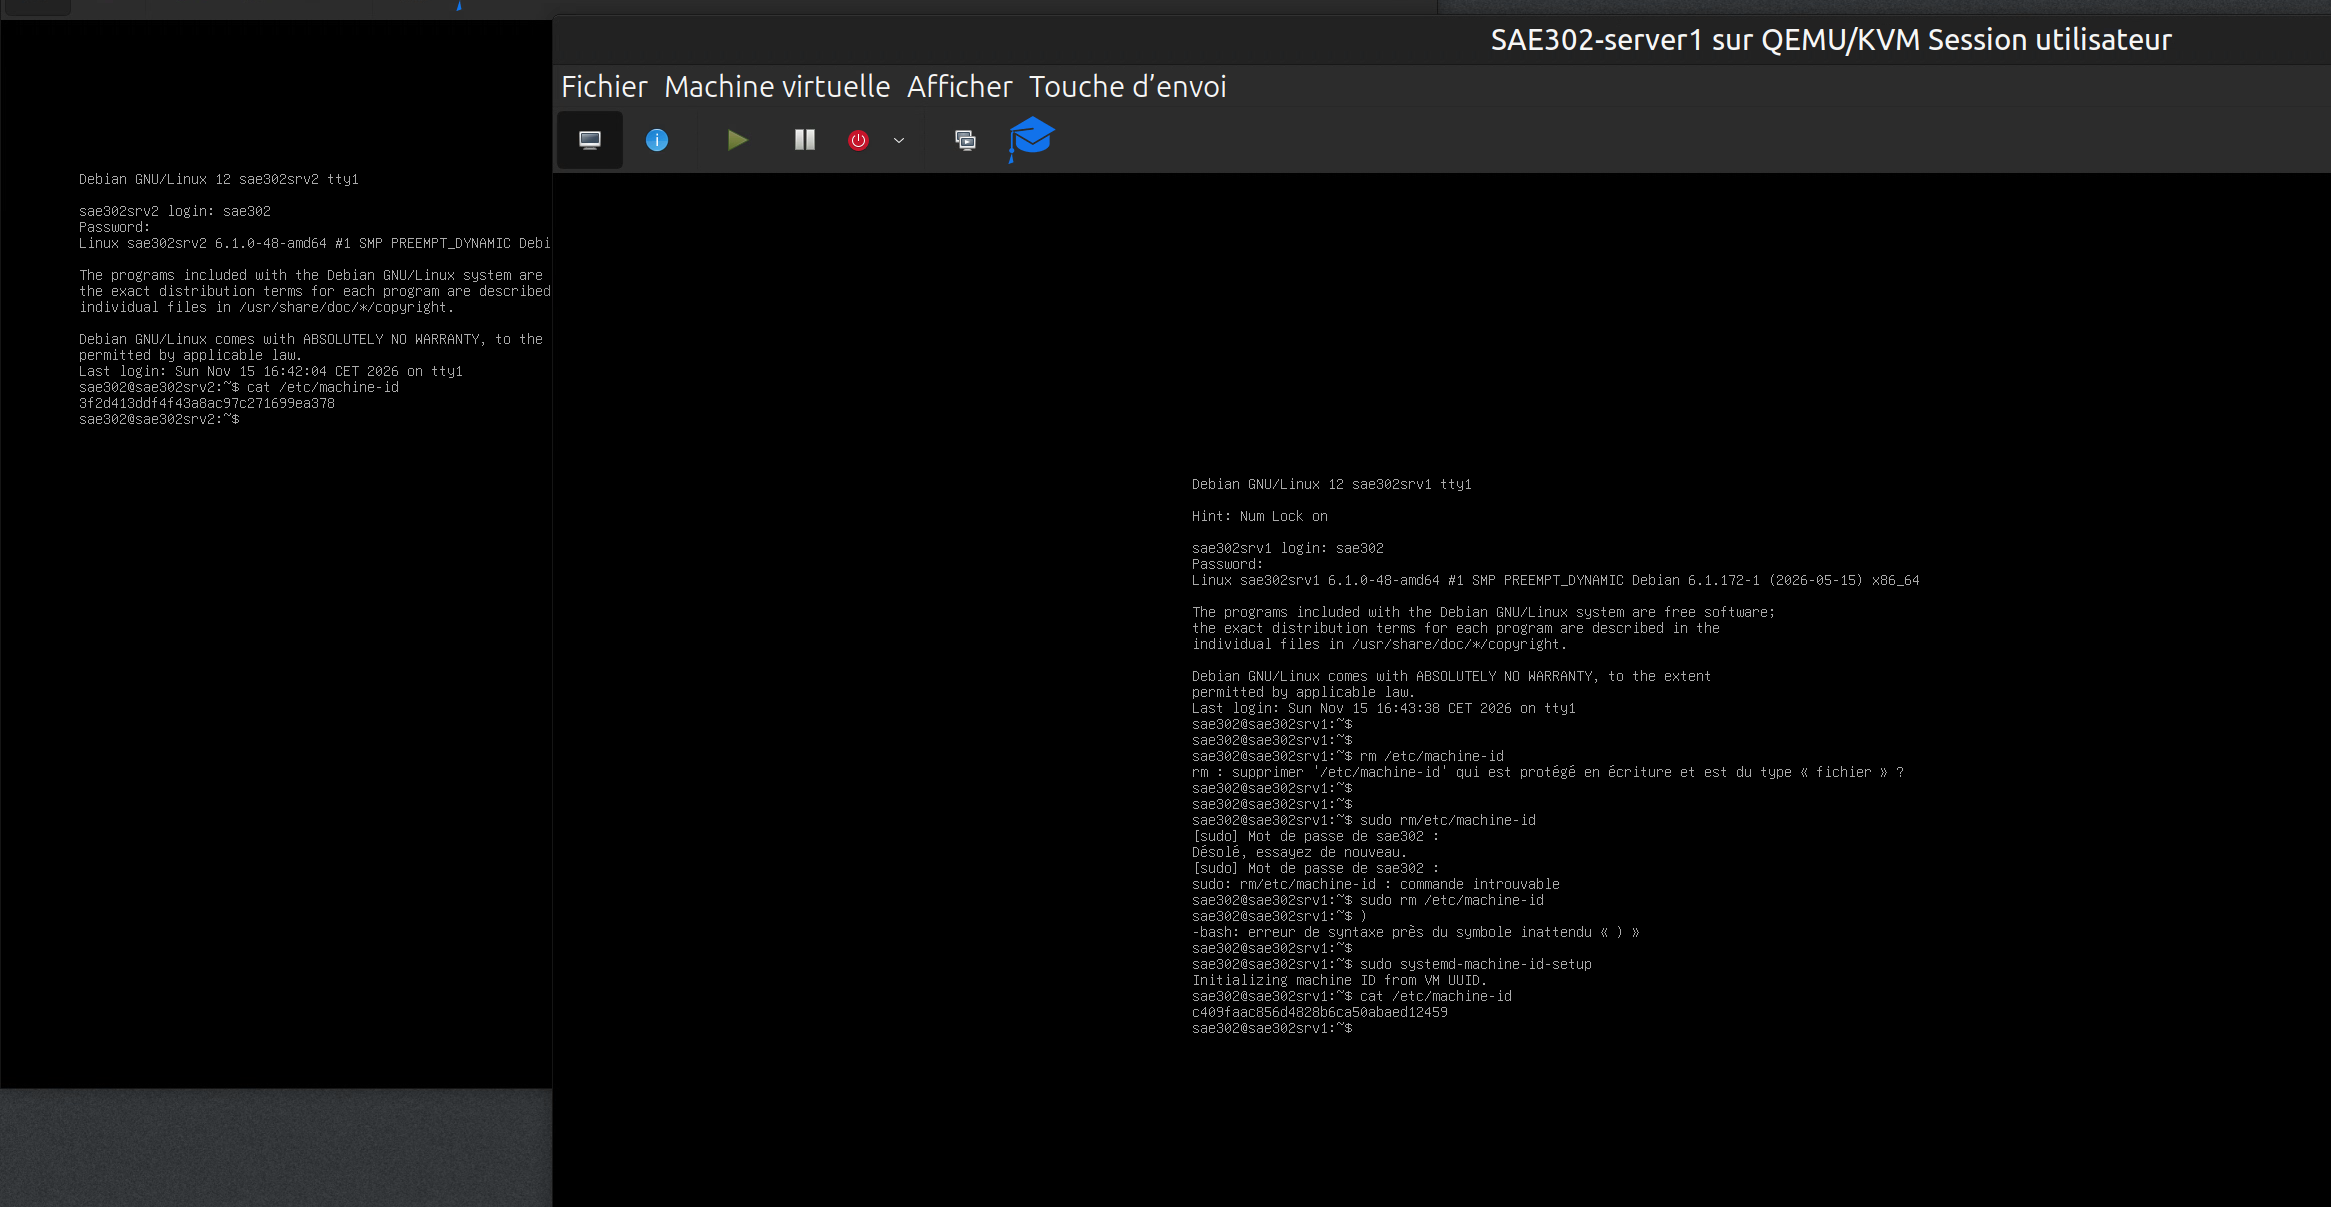 Debian GNU/Linux 12 sae302srv2 tty1
sae302srv2 login: sae302
Password:
Linux sae302srv2 6.1.0-48-amd64 #1 SMP PREEMPT_DYNAMIC Debi
The programs included with the Debian GNU/Linux system are
the exact distribution terms for each program are described
individual files in /usr/share/doc/*/copyright.
Debian GNU/Linux comes with ABSOLUTELY NO WARRANTY, to the
permitted by applicable law.
Last login: Sun Nov 15 16:42:04 CET 2026 on tty1
sae302@sae302srv2:~$ cat /etc/machine-id
3f2d413ddf4f43a8ac97c271699ea378
sae302@sae302srv2:~$
SAE302-server1 sur QEMU/KVM Session utilisateur
Fichier Machine virtuelle Afficher Touche d’envoi
Debian GNU/Linux 12 sae302srv1 tty1
Hint: Num Lock on
sae302srv1 login: sae302
Password:
Linux sae302srv1 6.1.0-48-amd64 #1 SMP PREEMPT_DYNAMIC Debian 6.1.172-1 (2026-05-15) x86_64
The programs included with the Debian GNU/Linux system are free software;
the exact distribution terms for each program are described in the
individual files in /usr/share/doc/*/copyright.
Debian GNU/Linux comes with ABSOLUTELY NO WARRANTY, to the extent
permitted by applicable law.
Last login: Sun Nov 15 16:43:38 CET 2026 on tty1
sae302@sae302srv1:~$
sae302@sae302srv1:~$
sae302@sae302srv1:~$ rm /etc/machine-id
rm : supprimer '/etc/machine-id' qui est protégé en écriture et est du type « fichier » ?
sae302@sae302srv1:~$
sae302@sae302srv1:~$
sae302@sae302srv1:~$ sudo rm/etc/machine-id
[sudo] Mot de passe de sae302 :
Désolé, essayez de nouveau.
[sudo] Mot de passe de sae302 :
sudo: rm/etc/machine-id : commande introuvable
sae302@sae302srv1:~$ sudo rm /etc/machine-id
sae302@sae302srv1:~$ )
-bash: erreur de syntaxe près du symbole inattendu « ) »
sae302@sae302srv1:~$
sae302@sae302srv1:~$ sudo systemd-machine-id-setup
Initializing machine ID from VM UUID.
sae302@sae302srv1:~$ cat /etc/machine-id
c409faac856d4828b6ca50abaed12459
sae302@sae302srv1:~$